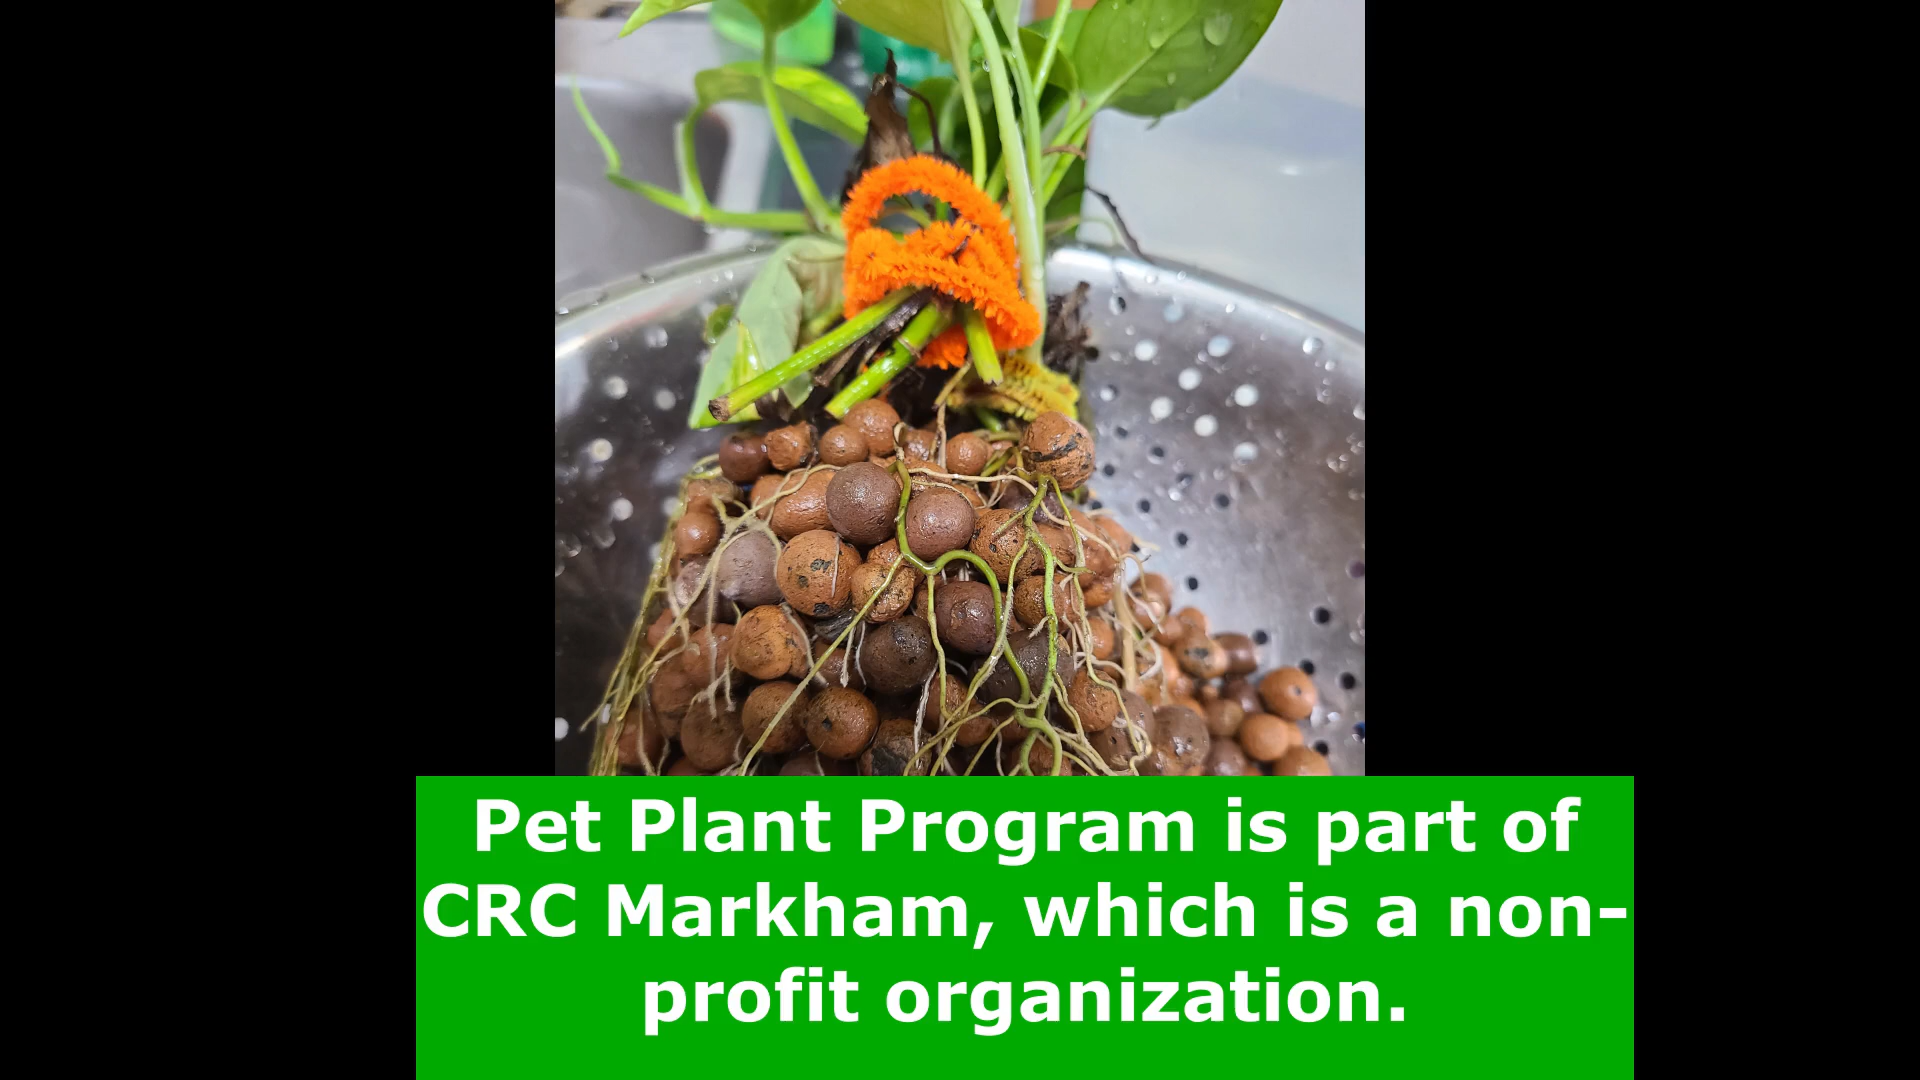 Pet Plant Program is part of
CRC Markham, which is a non-
profit organization.